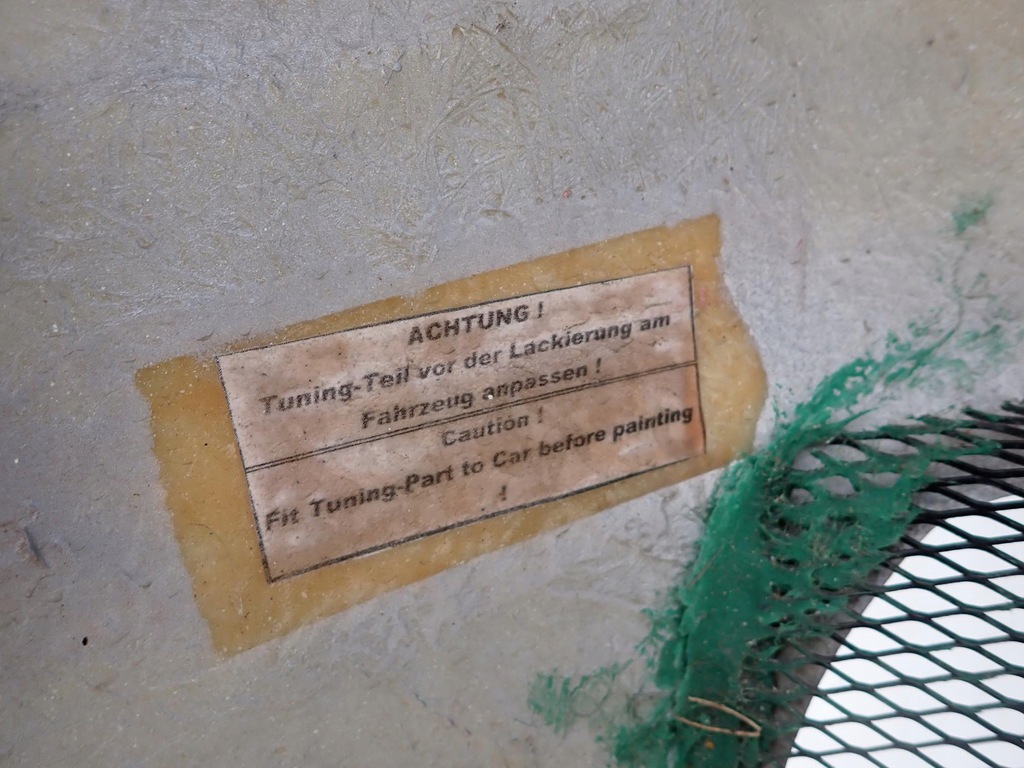 ACHTUNG !
Tuning-Teil vor der Lackierung am
Fahrzeug anpassen !
Caution !
Fit Tuning-Part to Car before painting
!